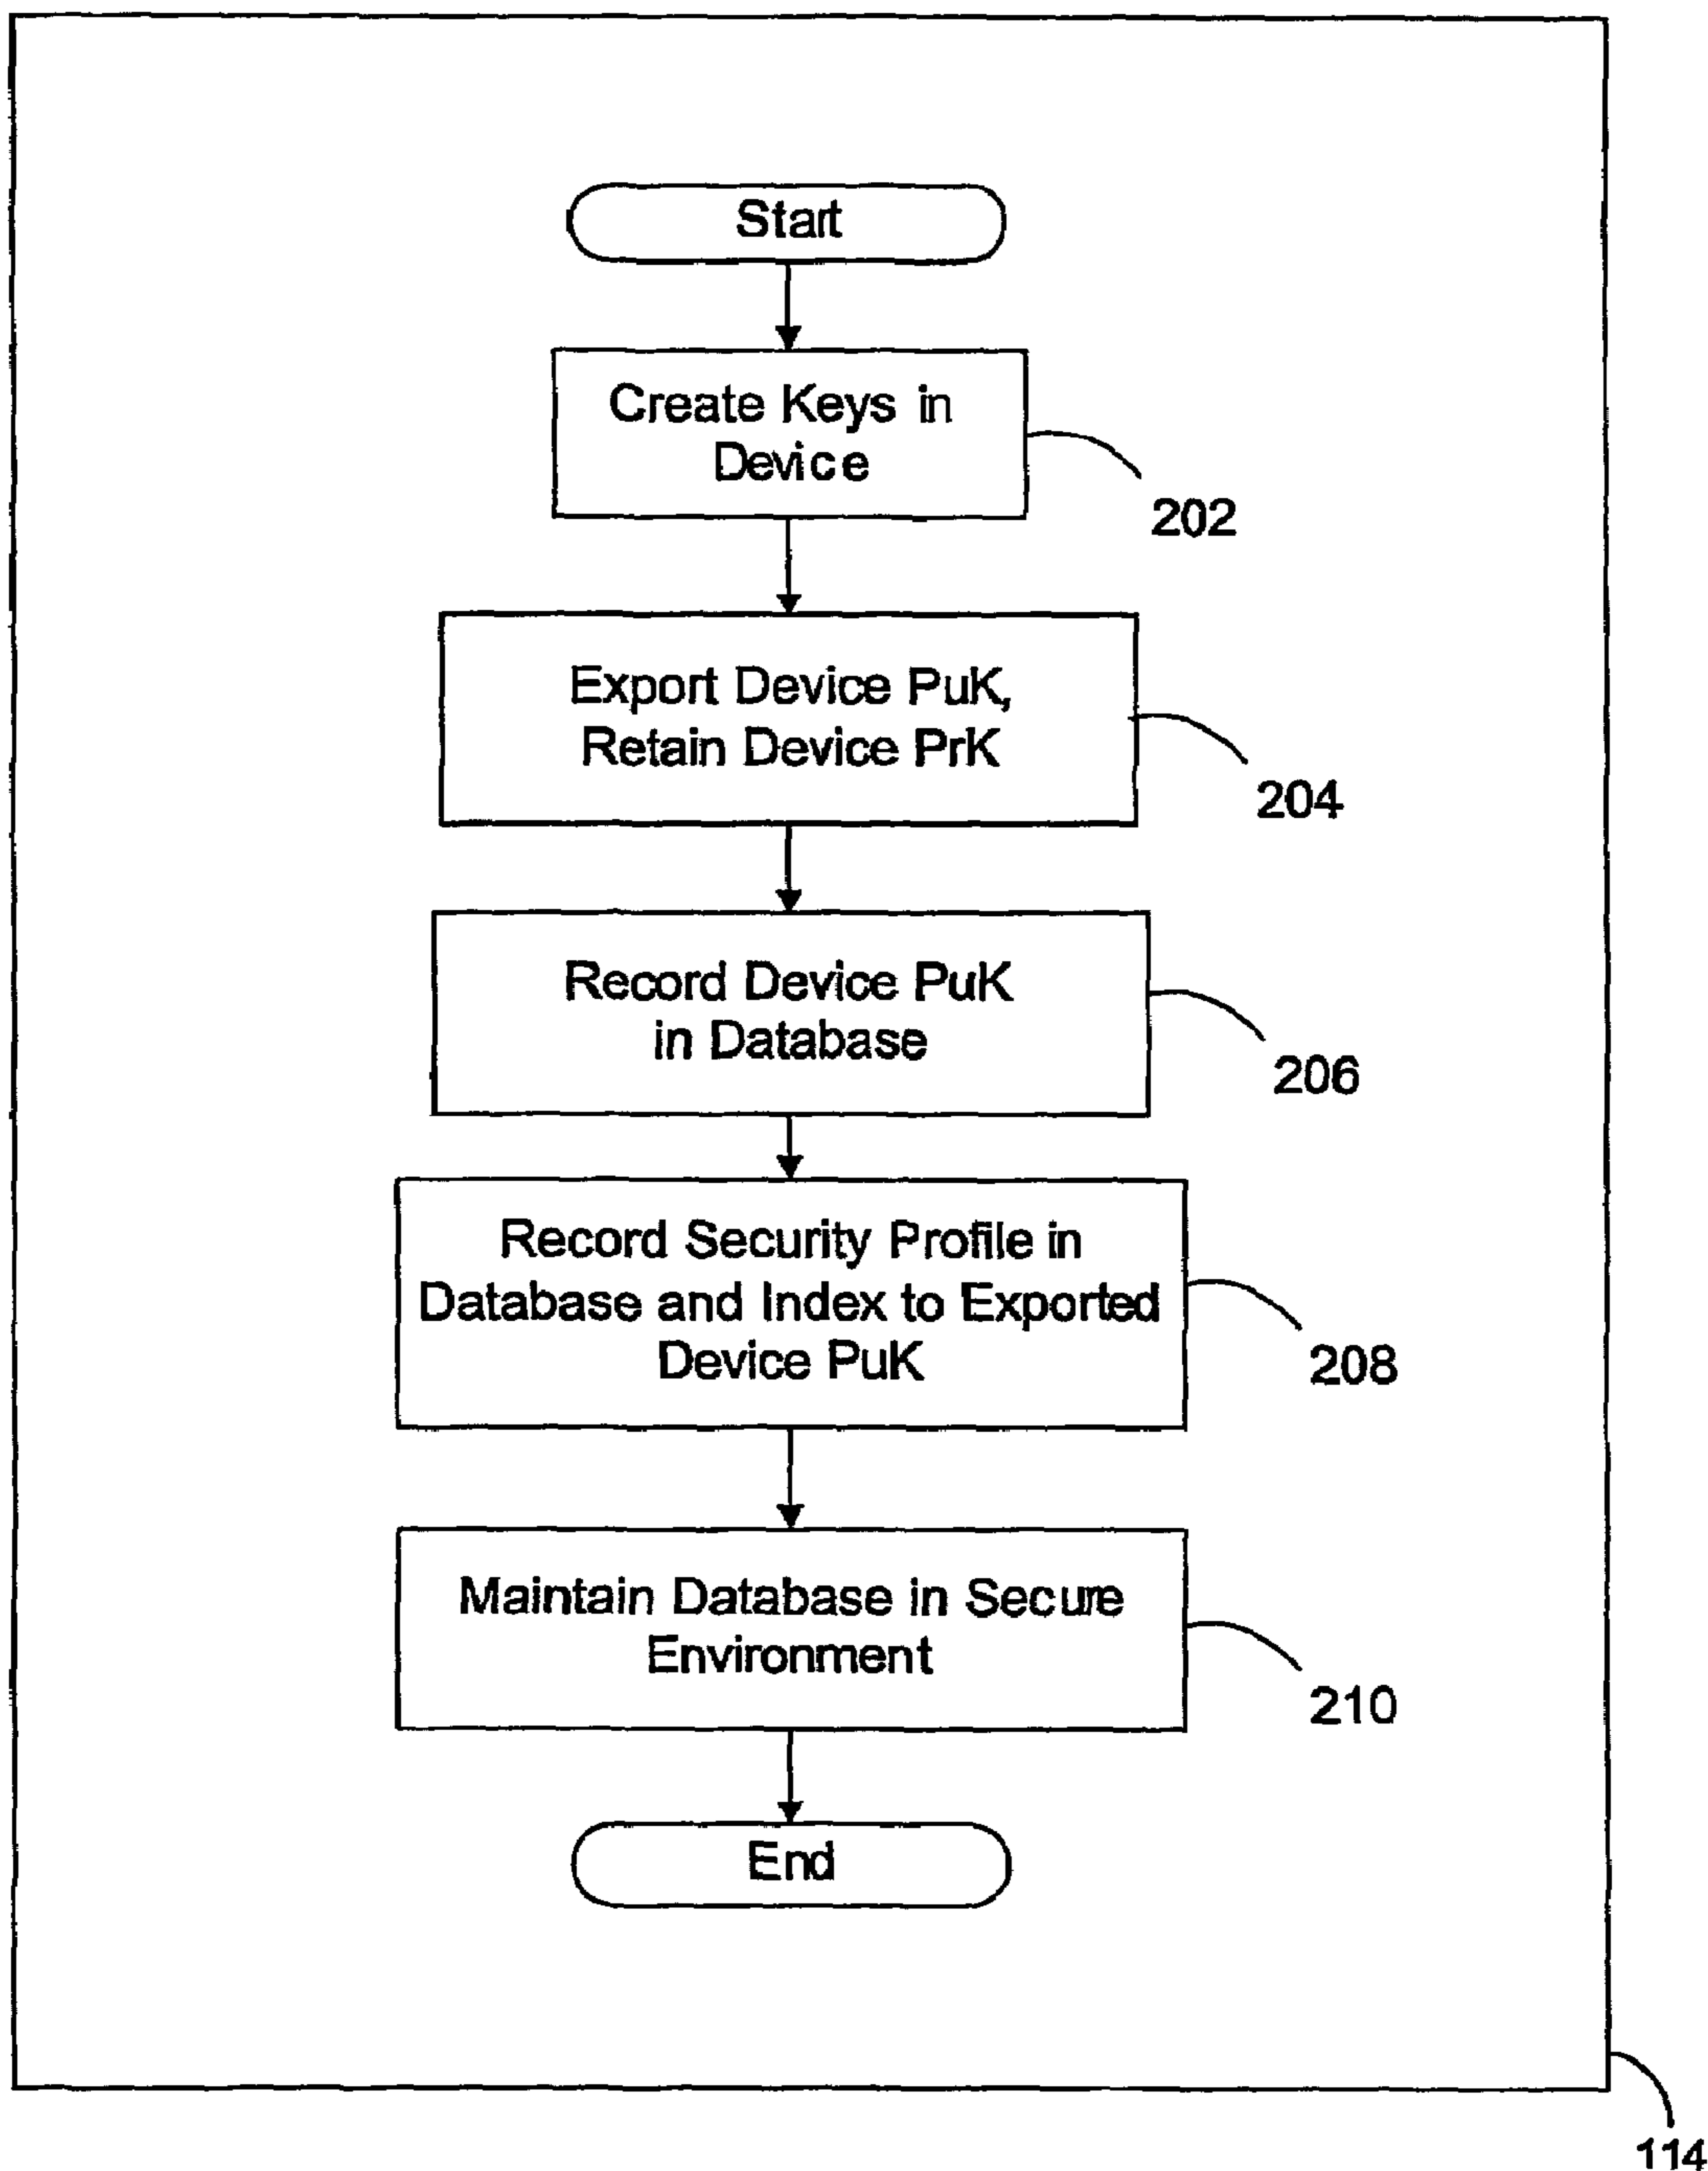 Start
Create Keys in
Device
202
Export Device PuK,
Retain Device PrK
204
Record Device PuK
in Database
206
Record Security Profile in
Database and Index to Exported
Device PuK
208
Maintain Database in Secure
Environment
210
End
114